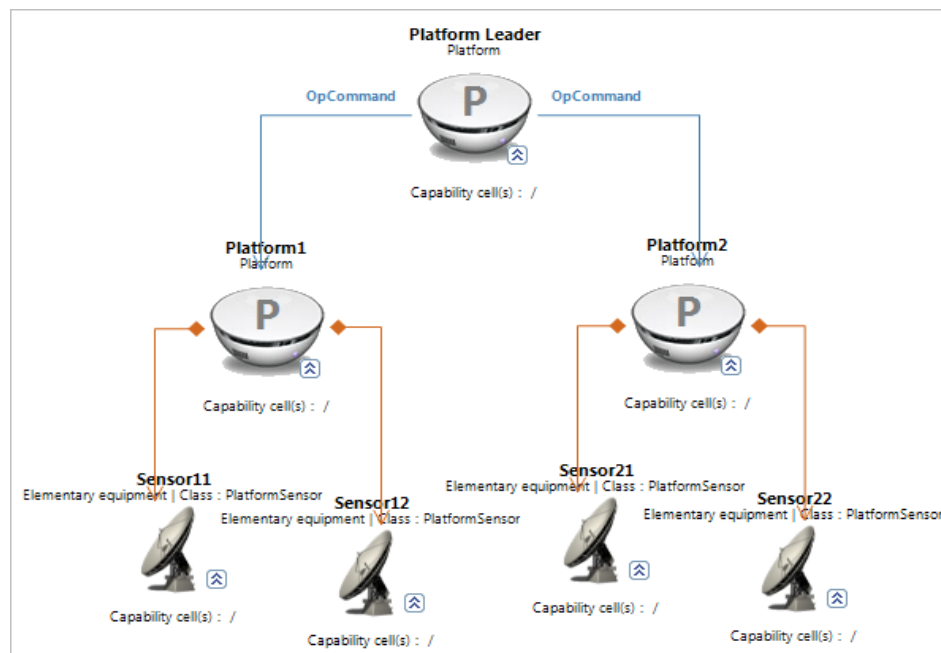 Platform Leader
Platform
OpCommand
OpCommand
P
Capability cell(s) : /
Platform1
Platform
P
Capability cell(s) : /
Platform2
Platform
P
Capability cell(s) : /
Sensor11
Elementary equipment | Class : PlatformSensor
Capability cell(s) : /
Sensor12
Elementary equipment | Class : PlatformSensor
Capability cell(s) : /
Sensor21
Elementary equipment | Class : PlatformSensor
Capability cell(s) : /
Sensor22
Elementary equipment | Class : PlatformSensor
Capability cell(s) : /